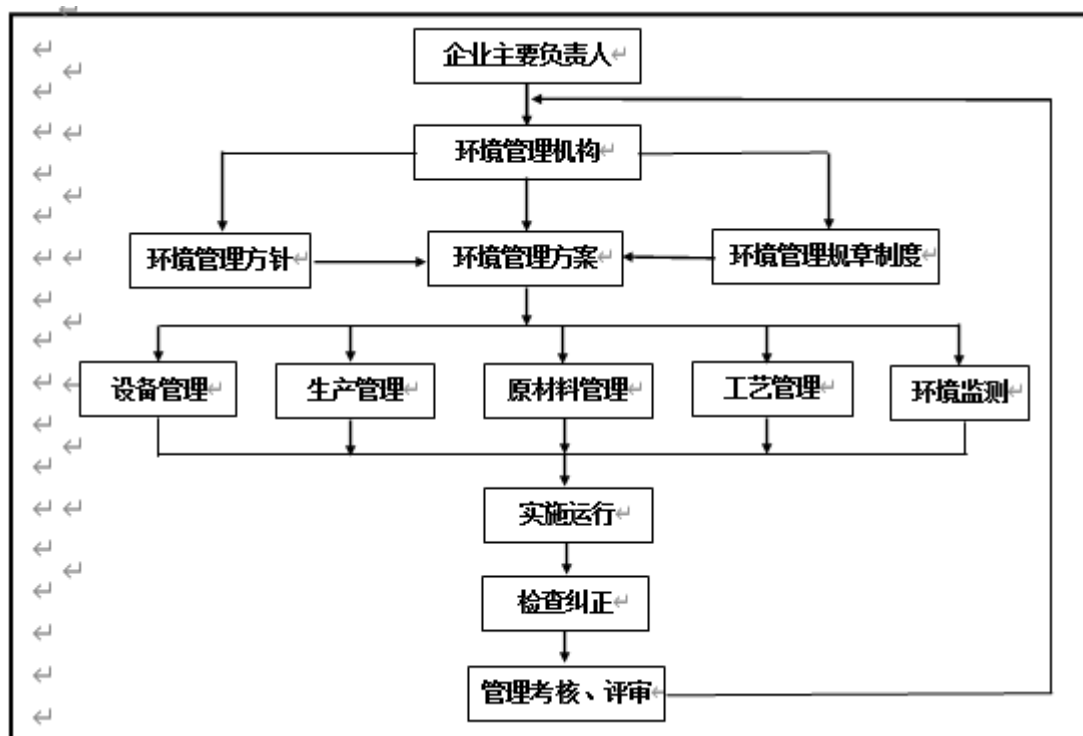 企业主要负责人
环境管理机构
环境管理方针
环境管理方案
环境管理规章制度
设备管理
生产管理
原材料管理
工艺管理
环境监测
实施运行
检查纠正
管理考核、评审